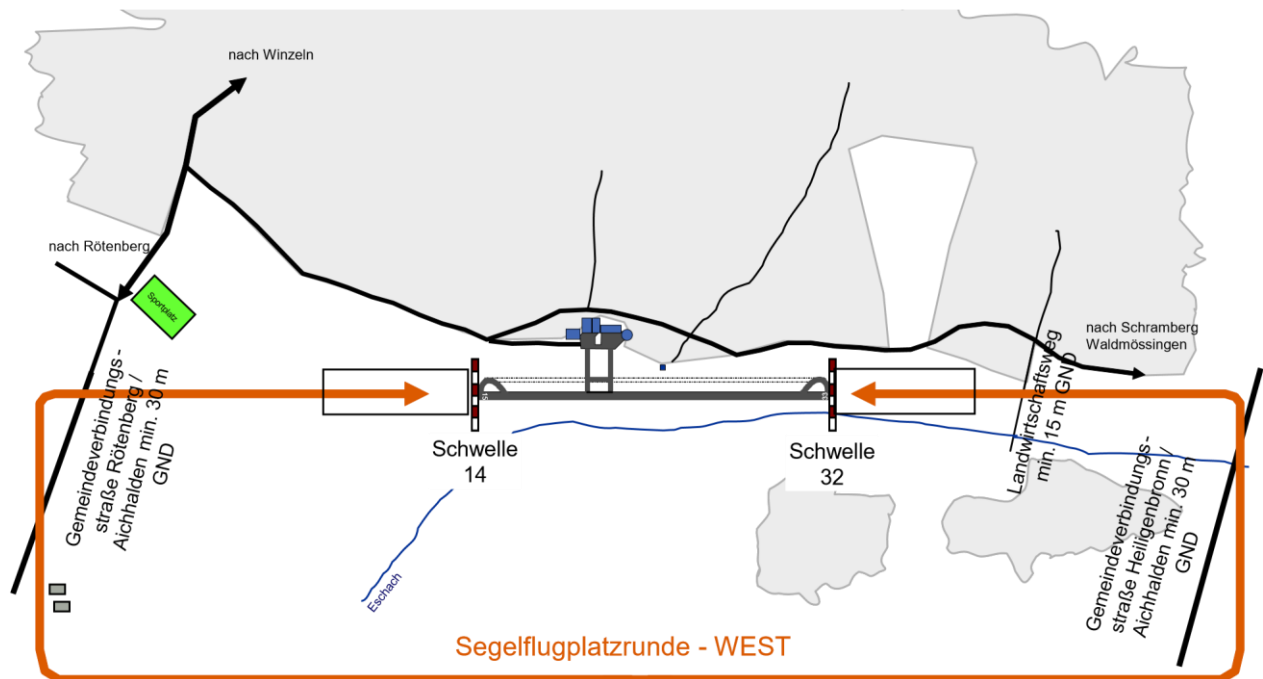 nach Winzeln
nach Rötenberg
Sportplatz
nach Schramberg
Waldmössingen
Gemeindeverbindungs-
straße Rötenberg /
Aichhalden min. 30 m
GND
Schwelle
14
Schwelle
32
Landwirtschaftsweg
min. 15 m GND
Gemeindeverbindungs-
straße Heiligenbronn /
Aichhalden min. 30 m
GND
Eschach
Segelflugplatzrunde - WEST